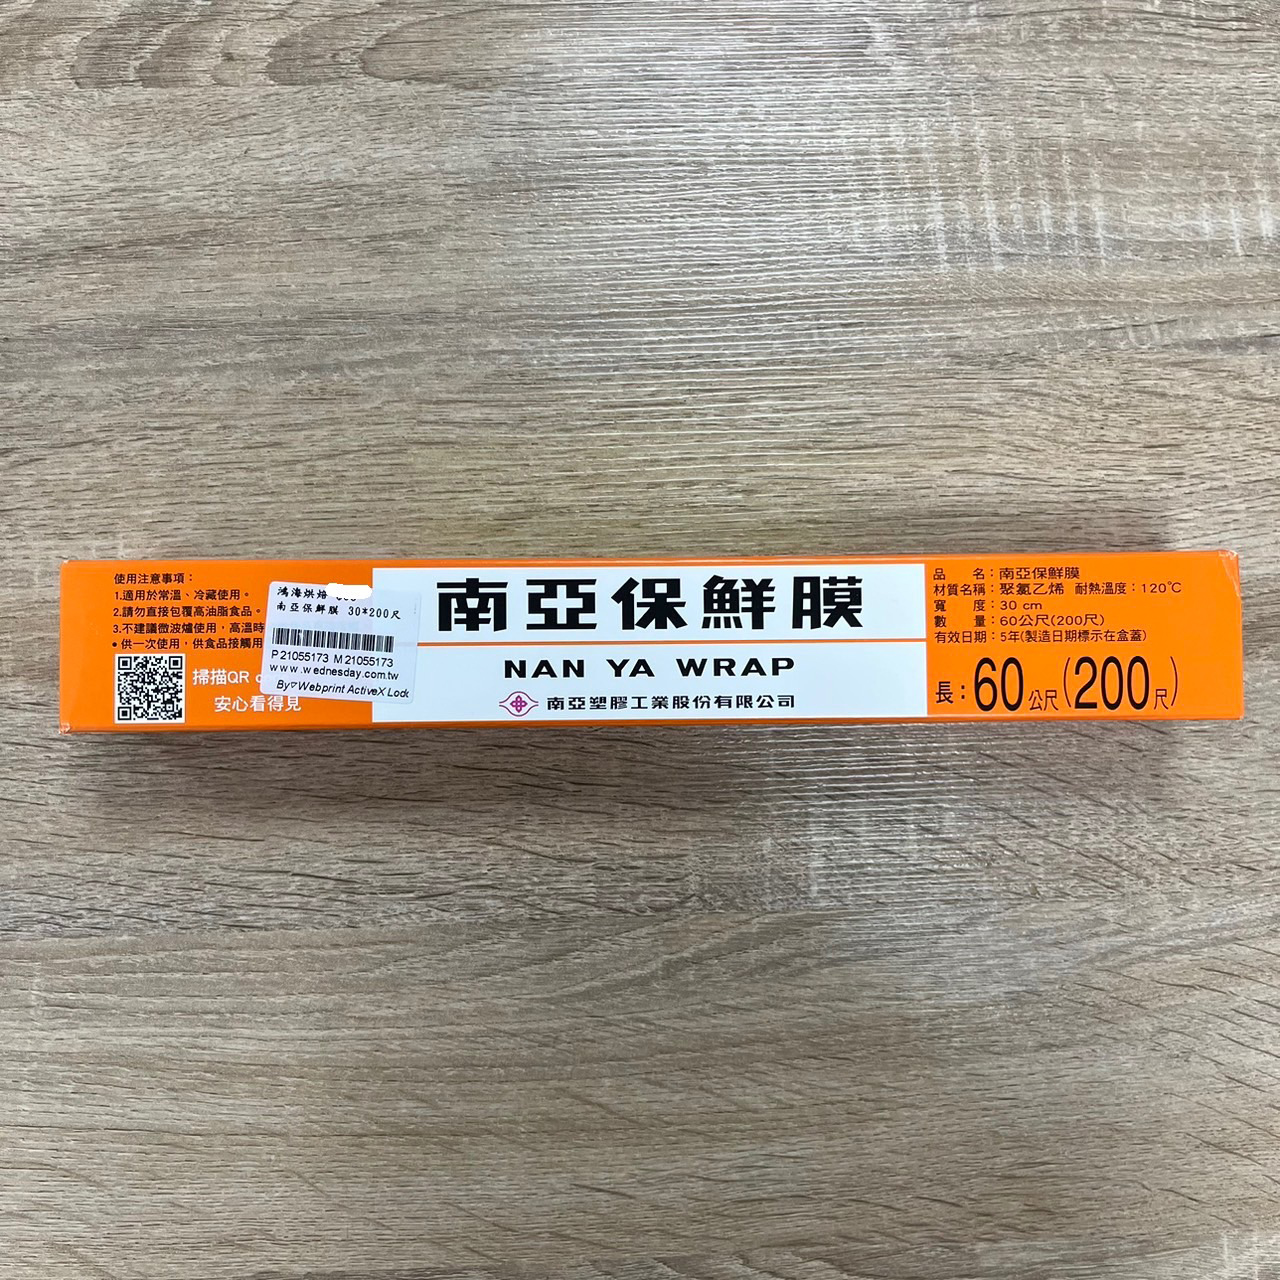 使用注意事項：
1.適用於常溫、冷藏使用。
2.請勿直接包覆高油脂食品。
3.不建議微波爐使用，高溫時
●供一次使用，供食品接觸用
掃描QR
安心看得見
鴻海烘焙
南亞保鮮膜 30*200尺
P21055173 M21055173
www.wednesday.com.tw
By♡Webprint ActiveX Lock
南亞保鮮膜
NAN YA WRAP
南亞塑膠工業股份有限公司
品　　名：南亞保鮮膜
材質名稱：聚氯乙烯 耐熱溫度：120℃
寬　　度：30 cm
數　　量：60公尺(200尺)
有效日期：5年(製造日期標示在盒蓋)
長：60公尺(200尺)